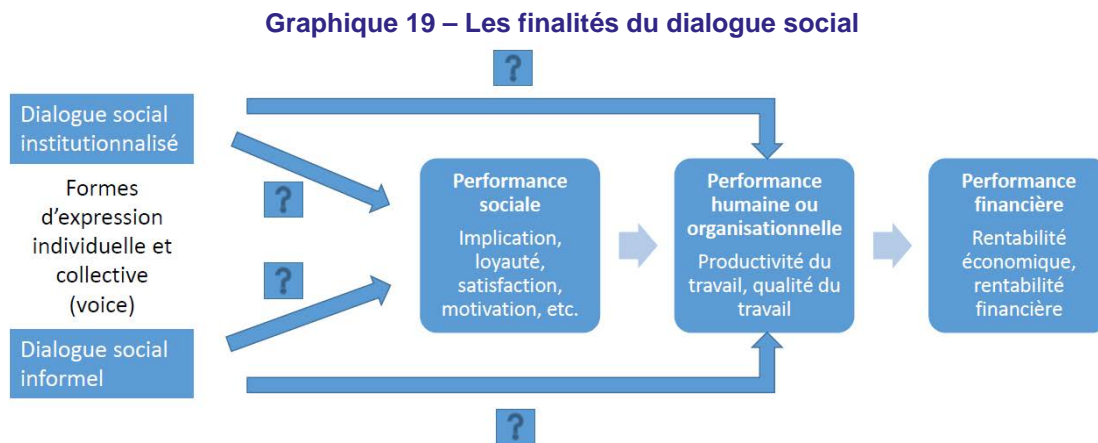 Graphique 19 – Les finalités du dialogue social
?
Dialogue social
institutionnalisé
?
Formes
d'expression
individuelle et
collective
(voice)
?
Dialogue social
informel
Performance
sociale
Implication,
loyauté,
satisfaction,
motivation, etc.
Performance
humaine ou
organisationnelle
Productivité du
travail, qualité du
travail
Performance
financière
Rentabilité
économique,
rentabilité
financière
?